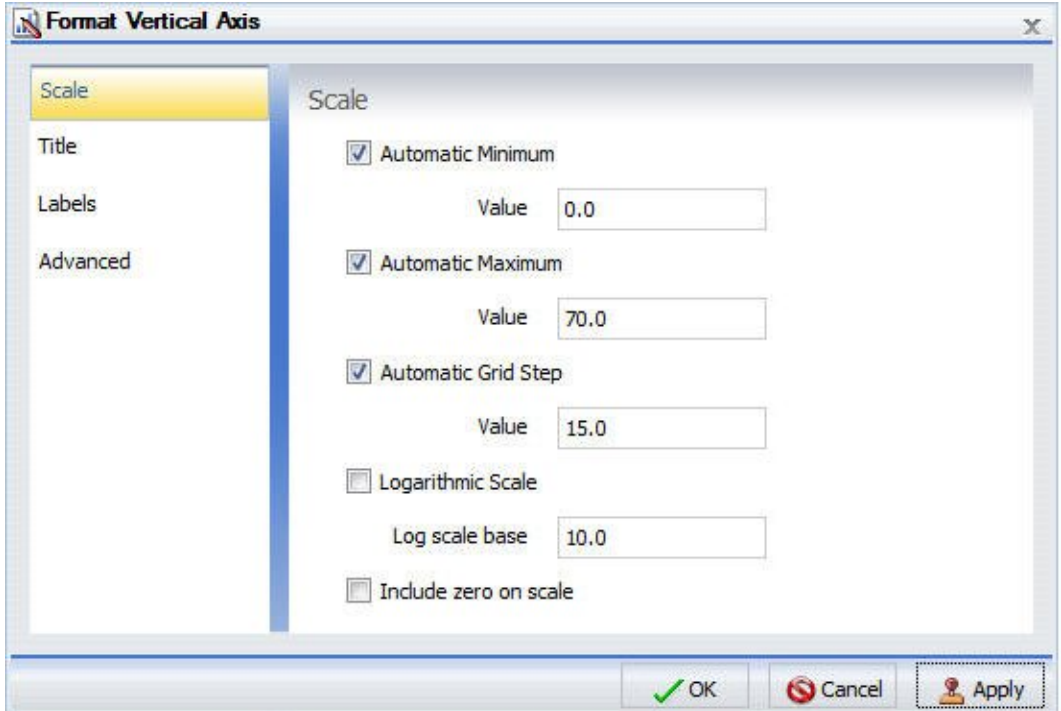 Format Vertical Axis
Scale
Title
Labels
Advanced
Scale
Automatic Minimum
Value 0.0
Automatic Maximum
Value 70.0
Automatic Grid Step
Value 15.0
Logarithmic Scale
Log scale base 10.0
Include zero on scale
OK Cancel Apply